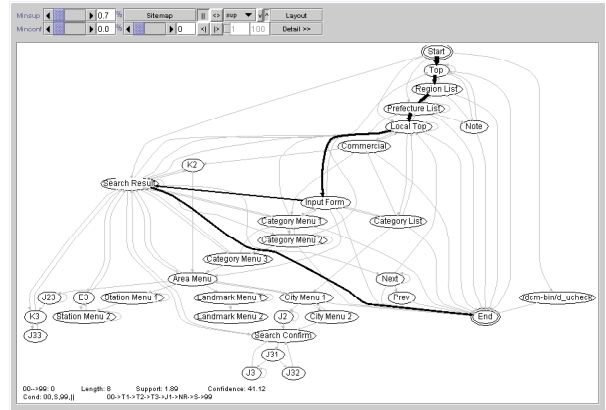 Minsup 0.7 % Sitemap || <> sup v ^ Layout
Minconf 0.0 % 0 <| |> 1 100 Detail >>
Start
Top
Region List
Prefecture List
Local Top
Note
Commercial
K2
Search Result
Input Form
Category Menu 1
Category List
Category Menu 2
Category Menu 3
Area Menu
Next
J23
E3
Station Menu 1
Landmark Menu 1
City Menu 1
Prev
/dcm-bin/d_ucheck
K3
Station Menu 2
Landmark Menu 2
J2
City Menu 2
End
J33
Search Confirm
J31
J3
J32
00-->99: 0 Length: 8 Support: 1.89 Confidence: 41.12
Cond: 00,S,99,|| 00->T1->T2->T3->J1->NR->S->99